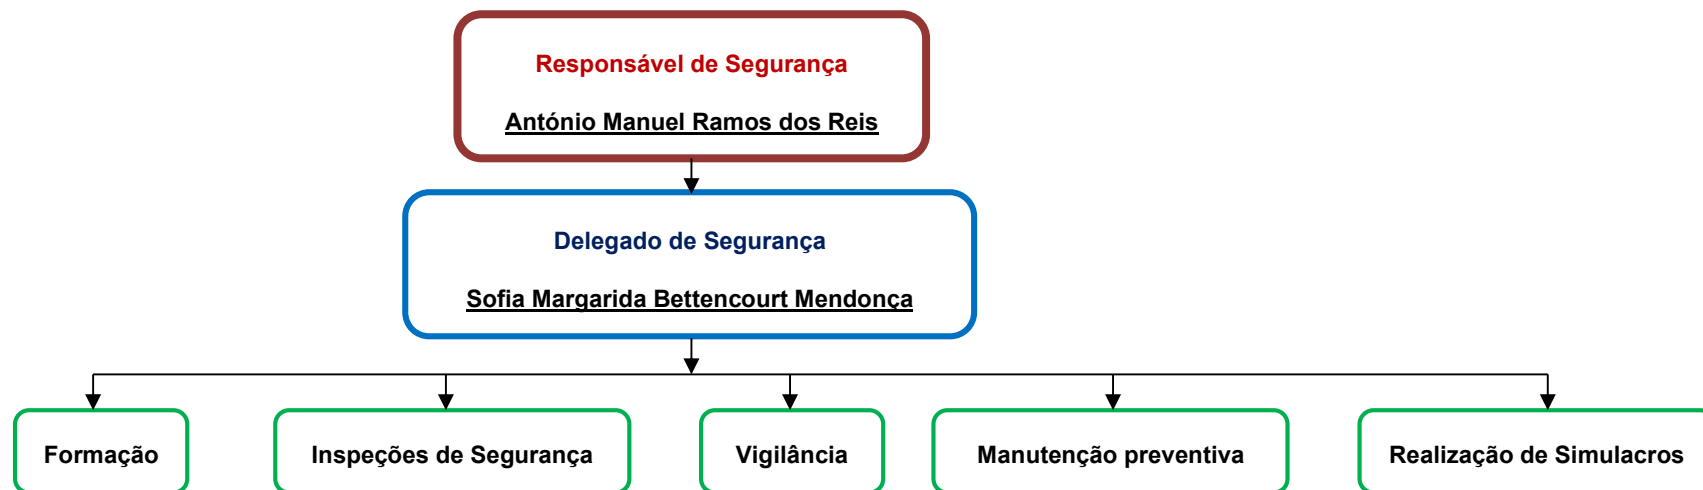 Responsável de Segurança
António Manuel Ramos dos Reis
Delegado de Segurança
Sofia Margarida Bettencourt Mendonça
Formação
Inspeções de Segurança
Vigilância
Manutenção preventiva
Realização de Simulacros